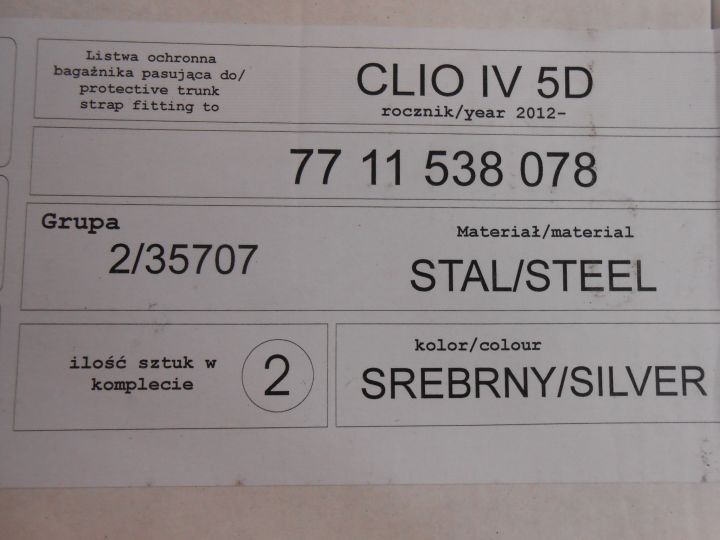 Listwa ochronna
bagażnika pasująca do/
protective trunk
strap fitting to
CLIO IV 5D
rocznik/year 2012-
77 11 538 078
Grupa
2/35707
Materiał/material
STAL/STEEL
ilość sztuk w
komplecie
2
kolor/colour
SREBRNY/SILVER